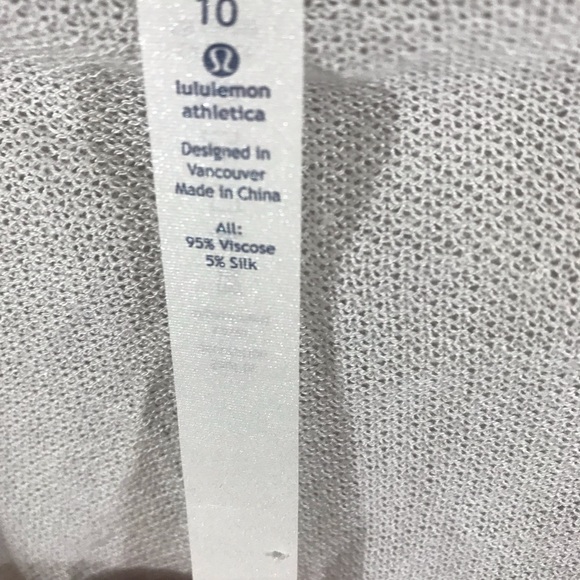 10
lululemon
athletica
Designed in
Vancouver
Made in China
All:
95% Viscose
5% Silk